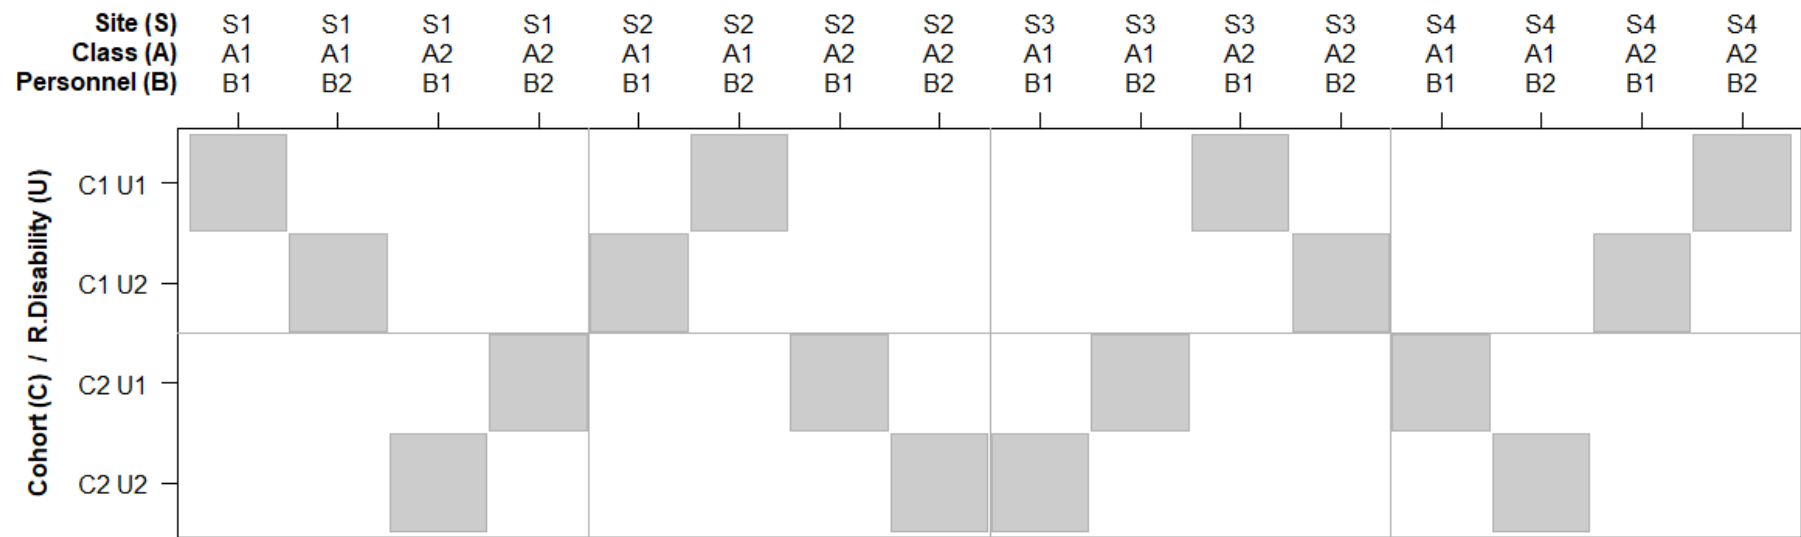 Site (S) S1 S1 S1 S1 S2 S2 S2 S2 S3 S3 S3 S3 S4 S4 S4 S4
Class (A) A1 A1 A2 A2 A1 A1 A2 A2 A1 A1 A2 A2 A1 A1 A2 A2
Personnel (B) B1 B2 B1 B2 B1 B2 B1 B2 B1 B2 B1 B2 B1 B2 B1 B2
Cohort (C) / R.Disability (U)
C1 U1
C1 U2
C2 U1
C2 U2